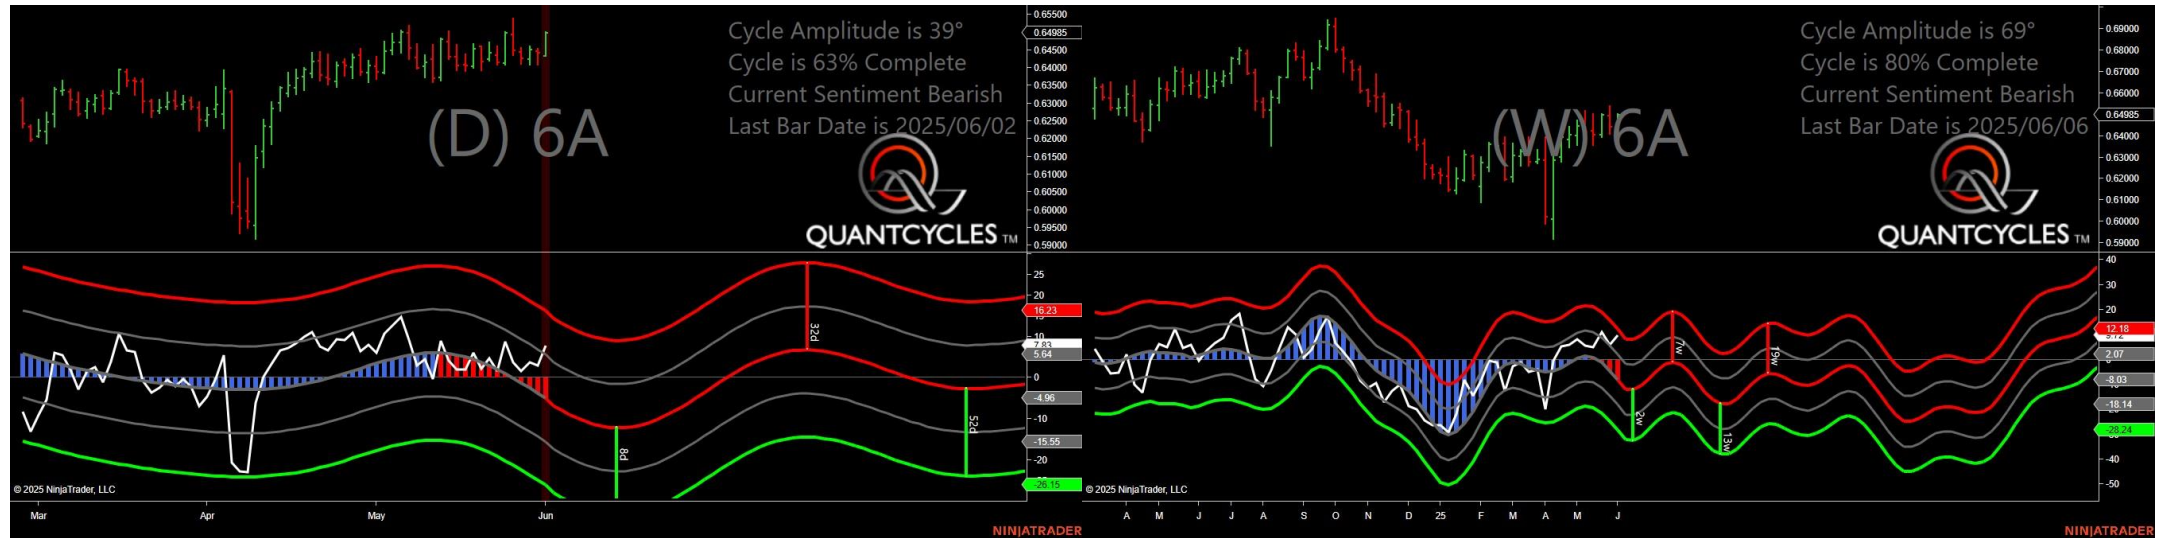 Cycle Amplitude is 39°
Cycle is 63% Complete
Current Sentiment Bearish
Last Bar Date is 2025/06/02
(D) 6A
QUANTCYCLES TM
0.65500
0.64985
0.64500
0.64000
0.63500
0.63000
0.62500
0.62000
0.61500
0.61000
0.60500
0.60000
0.59500
0.59000
25
20
16.23
10
7.83
5.64
0
-4.96
-10
-15.55
-20
-26.15
8d
32d
52d
© 2025 NinjaTrader, LLC
Mar Apr May Jun
NINJATRADER
Cycle Amplitude is 69°
Cycle is 80% Complete
Current Sentiment Bearish
Last Bar Date is 2025/06/06
(W) 6A
QUANTCYCLES TM
0.69000
0.68000
0.67000
0.66000
0.64985
0.64000
0.63000
0.62000
0.61000
0.60000
0.59000
40
30
20
12.18
2.07
-8.03
-18.14
-28.24
-40
-50
2w
7w
13w
19w
© 2025 NinjaTrader, LLC
A M J J A S O N D 25 F M A M J
NINJATRADER